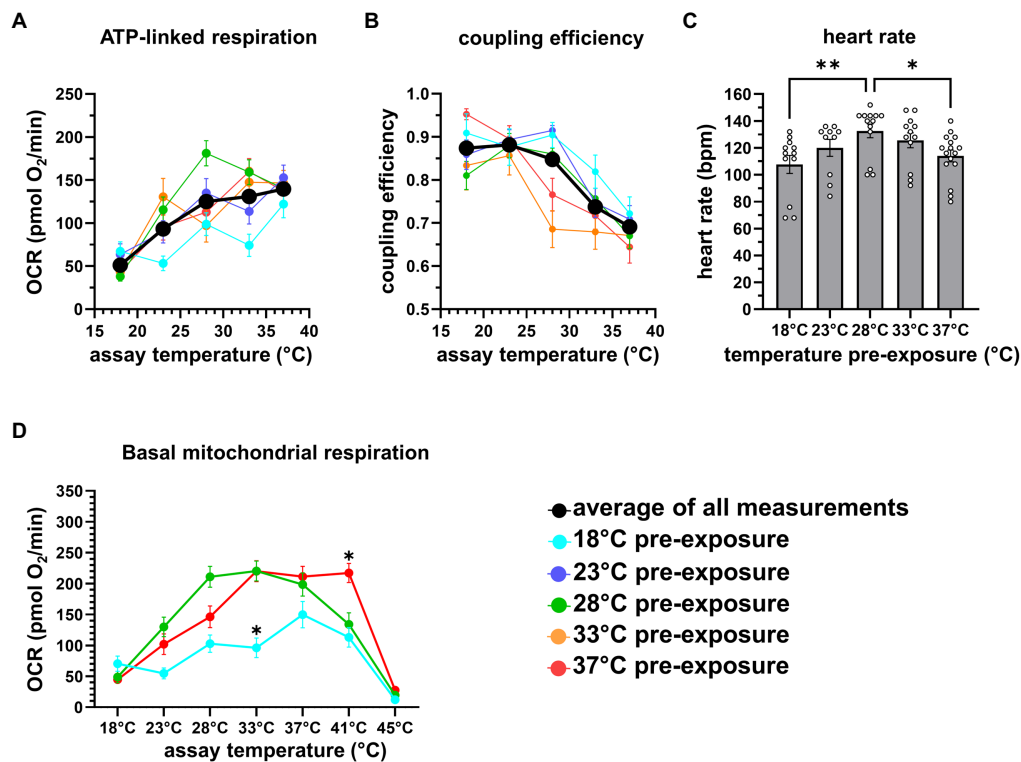 A
ATP-linked respiration
OCR (pmol O₂/min)
250
200
150
100
50
0
15 20 25 30 35 40
assay temperature (°C)
B
coupling efficiency
coupling efficiency
1.0
0.9
0.8
0.7
0.6
0.5
15 20 25 30 35 40
assay temperature (°C)
C
heart rate
** *
heart rate (bpm)
160
140
120
100
80
60
40
20
0
18°C 23°C 28°C 33°C 37°C
temperature pre-exposure (°C)
D
Basal mitochondrial respiration
OCR (pmol O₂/min)
350
300
250
200
150
100
50
0
*
*
18°C 23°C 28°C 33°C 37°C 41°C 45°C
assay temperature (°C)
average of all measurements
18°C pre-exposure
23°C pre-exposure
28°C pre-exposure
33°C pre-exposure
37°C pre-exposure